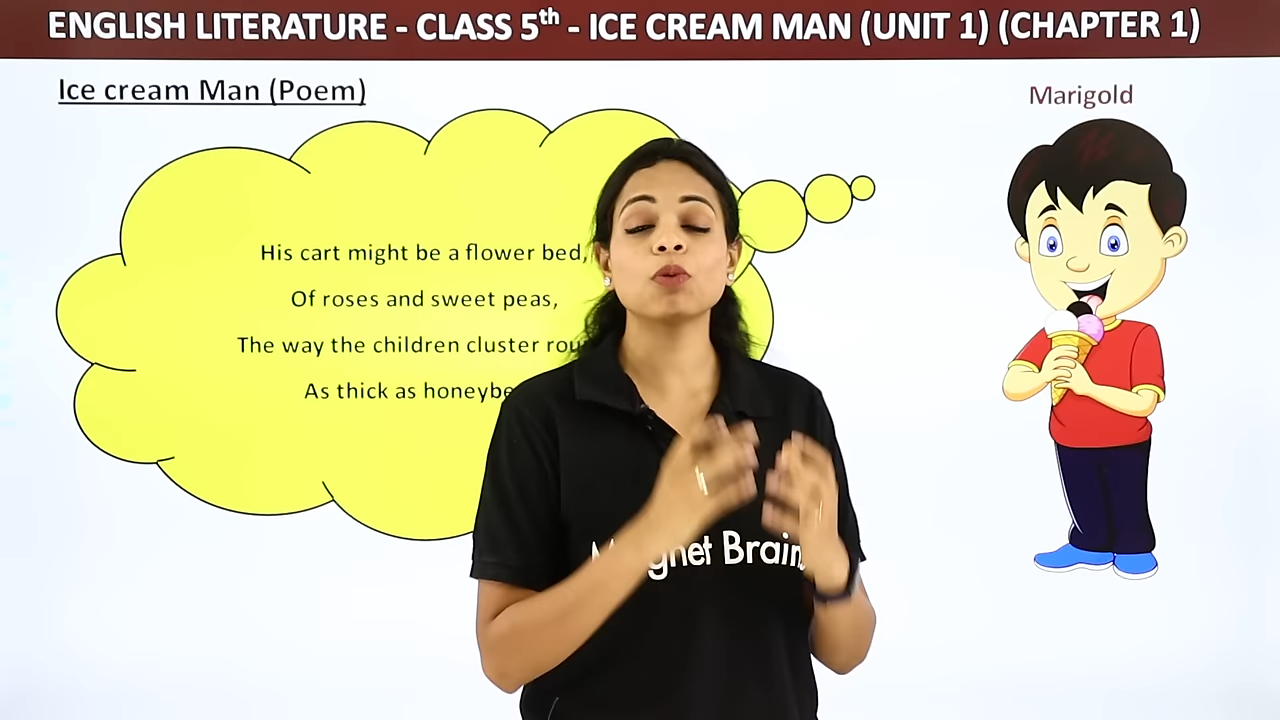 ENGLISH LITERATURE - CLASS 5th - ICE CREAM MAN (UNIT 1) (CHAPTER 1)
Ice cream Man (Poem)
Marigold
His cart might be a flower bed,
Of roses and sweet peas,
The way the children cluster
As thick as
Brain